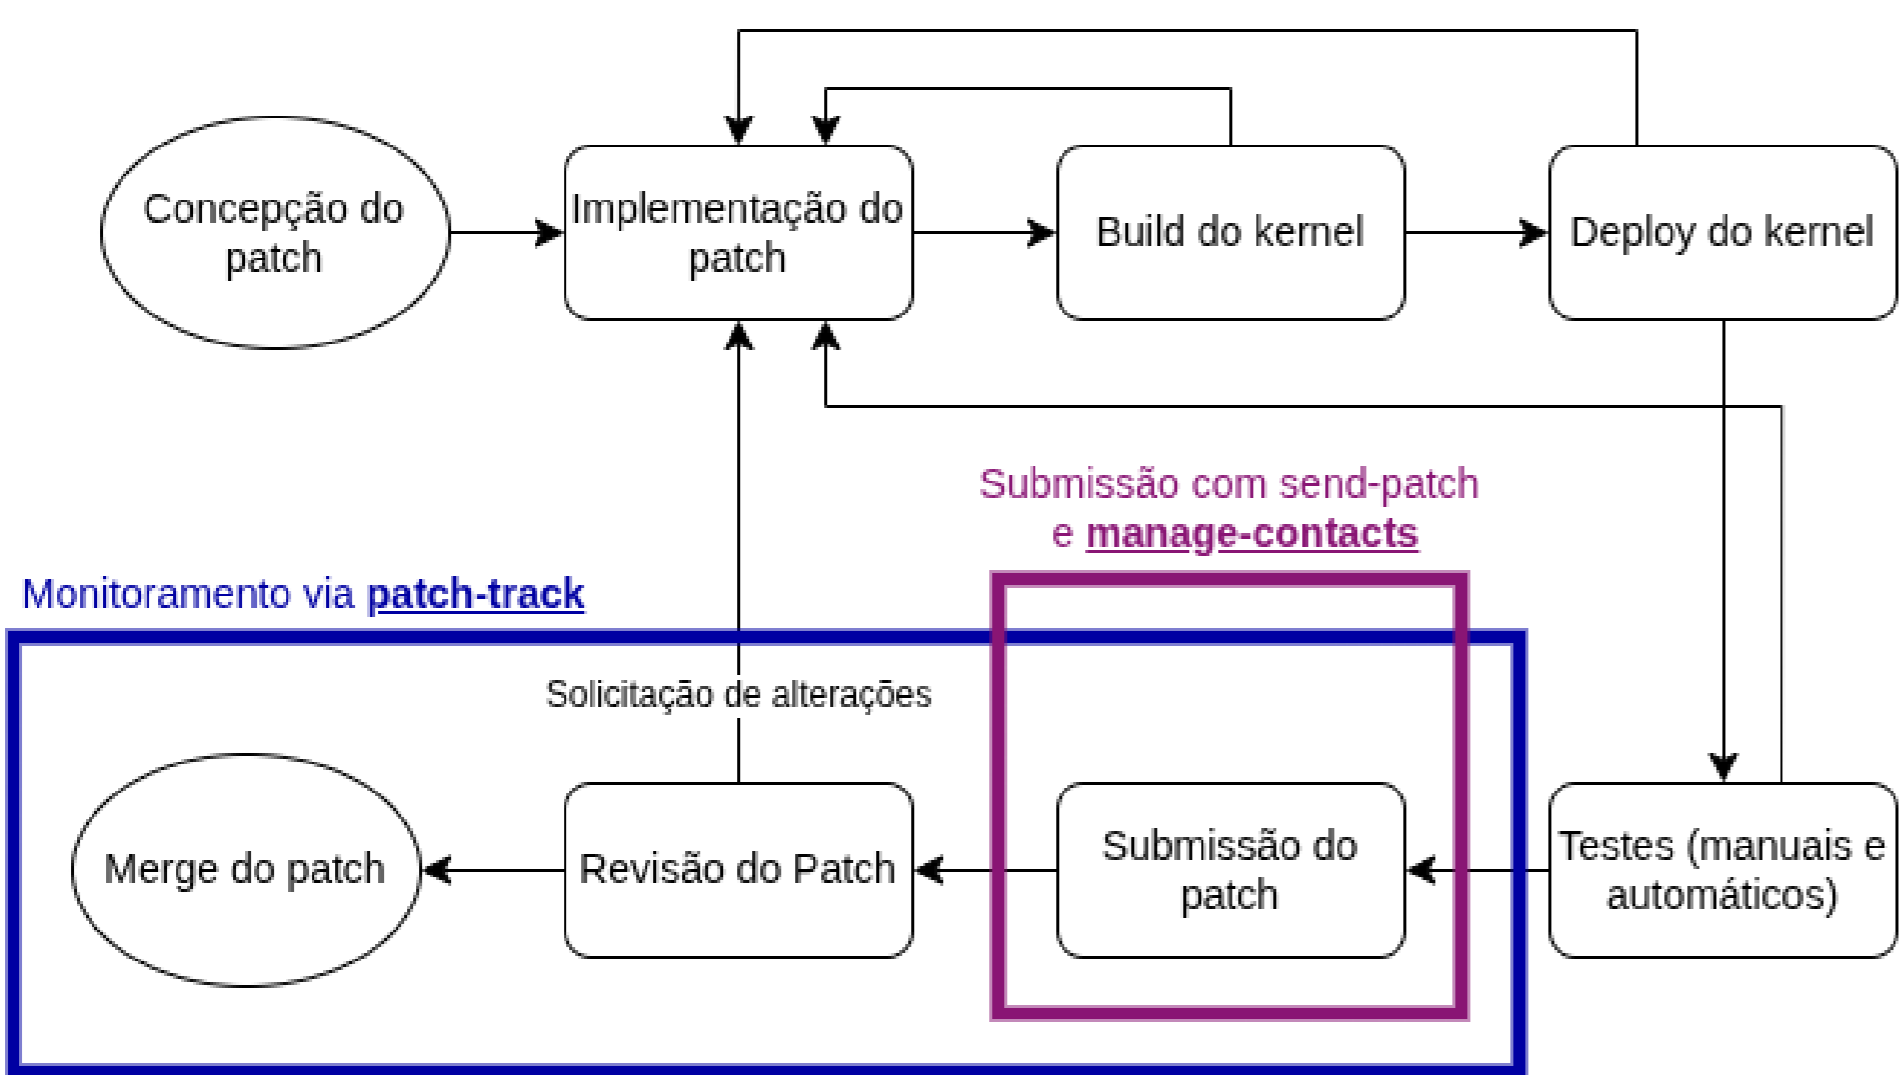 Concepção do
patch
Implementação do
patch
Build do kernel
Deploy do kernel
Submissão com send-patch
e manage-contacts
Monitoramento via patch-track
Solicitação de alterações
Merge do patch
Revisão do Patch
Submissão do
patch
Testes (manuais e
automáticos)